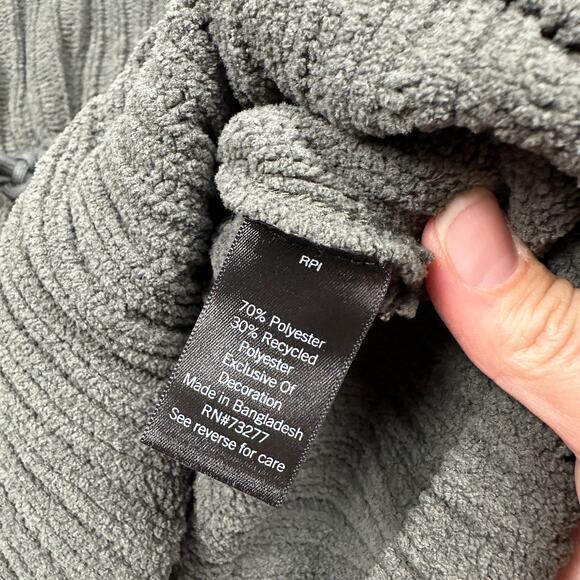 RPI
70% Polyester
30% Recycled
Polyester
Exclusive Of
Decoration
Made in Bangladesh
RN#73277
See reverse for care